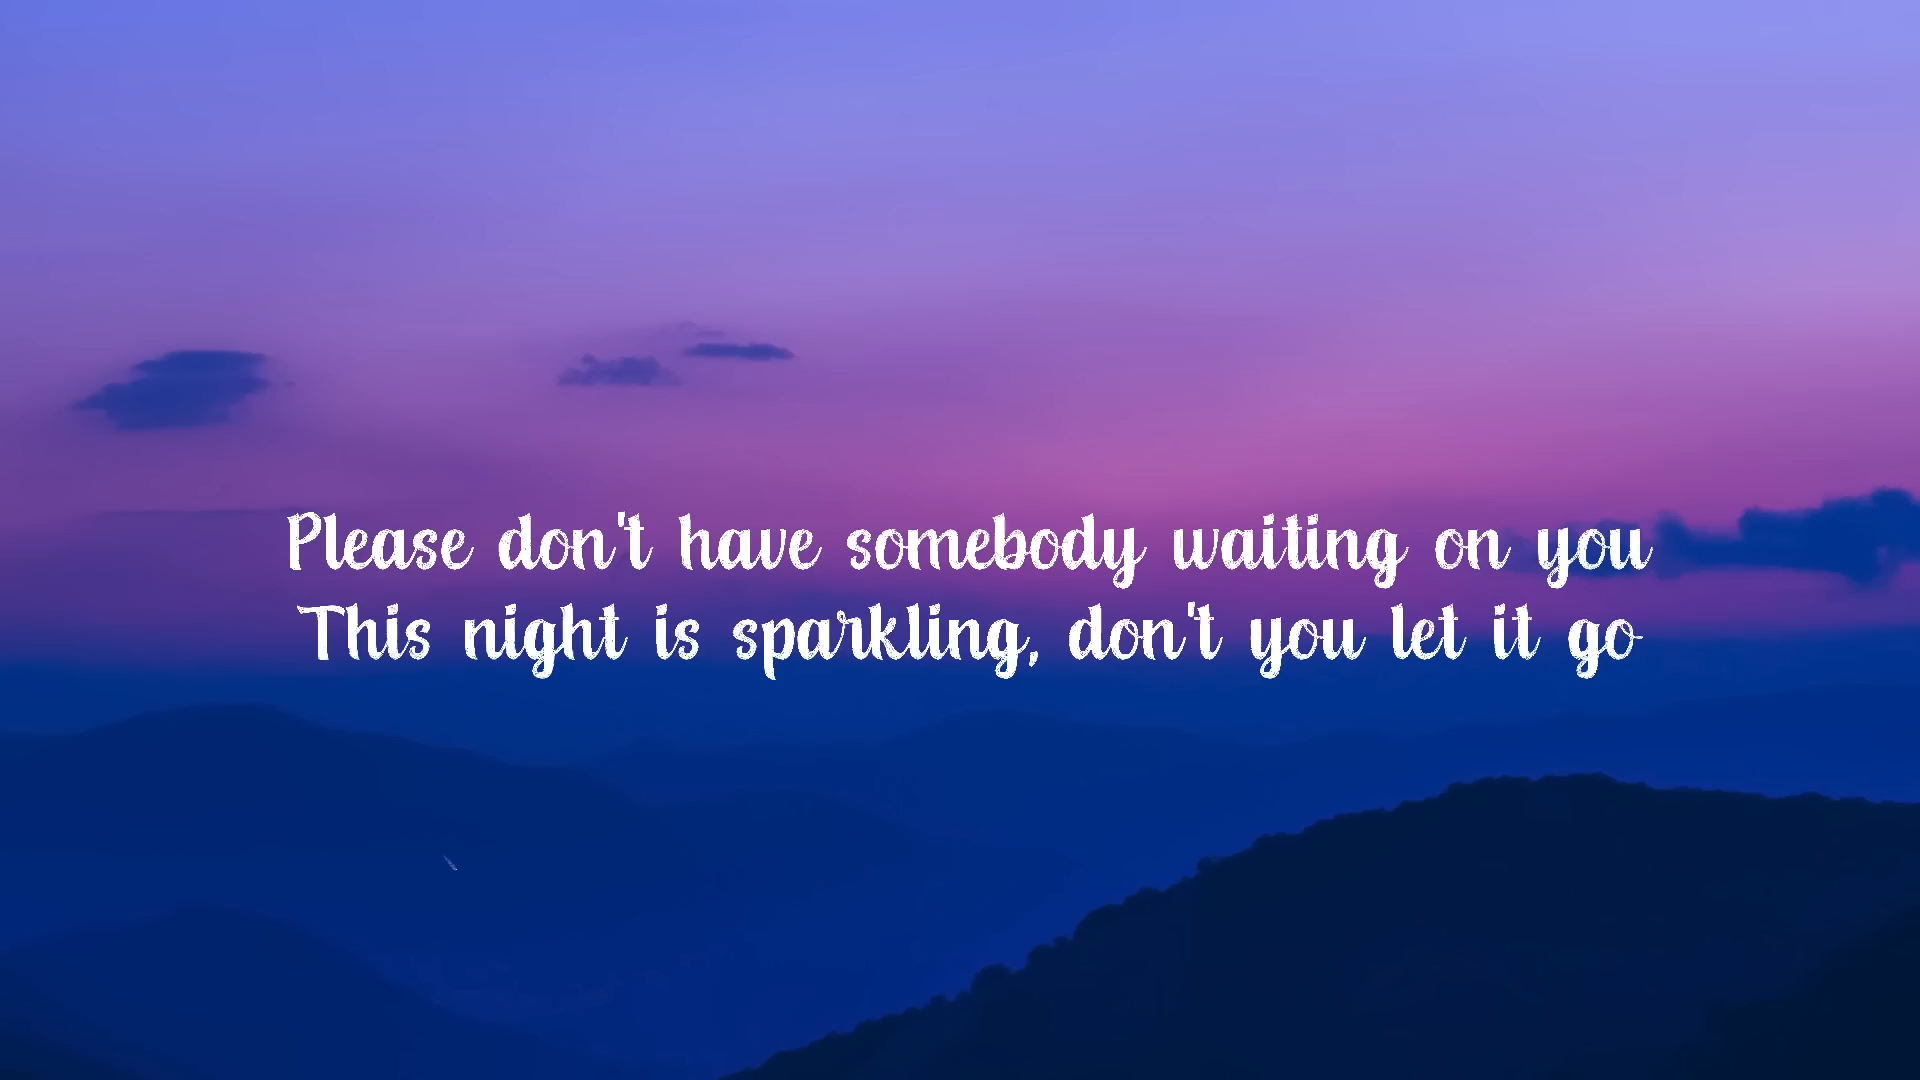 Please don't have somebody waiting on you
This night is sparkling, don't you let it go